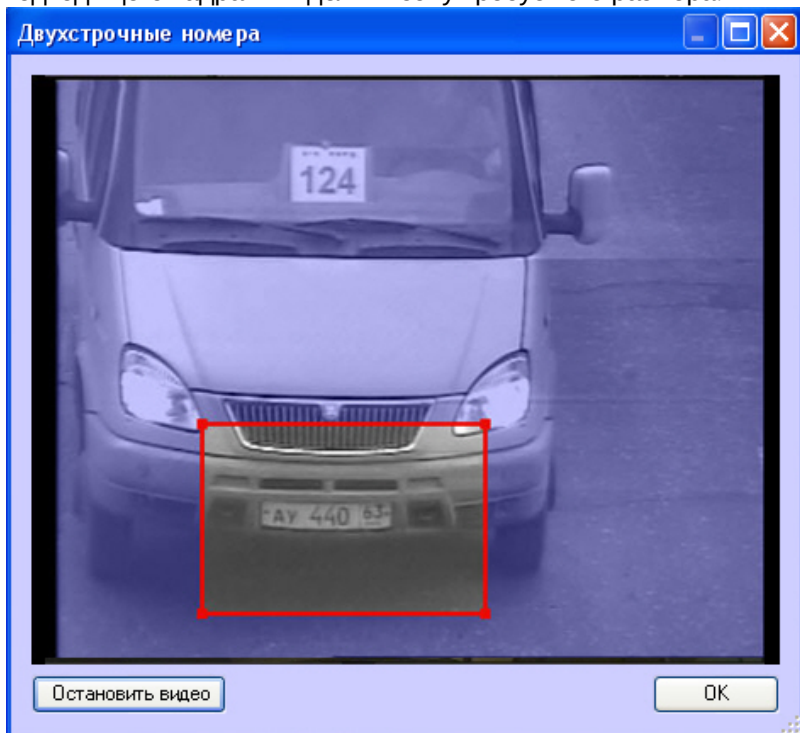 Двухстрочные номера
124
АУ 440 63
Остановить видео
OK